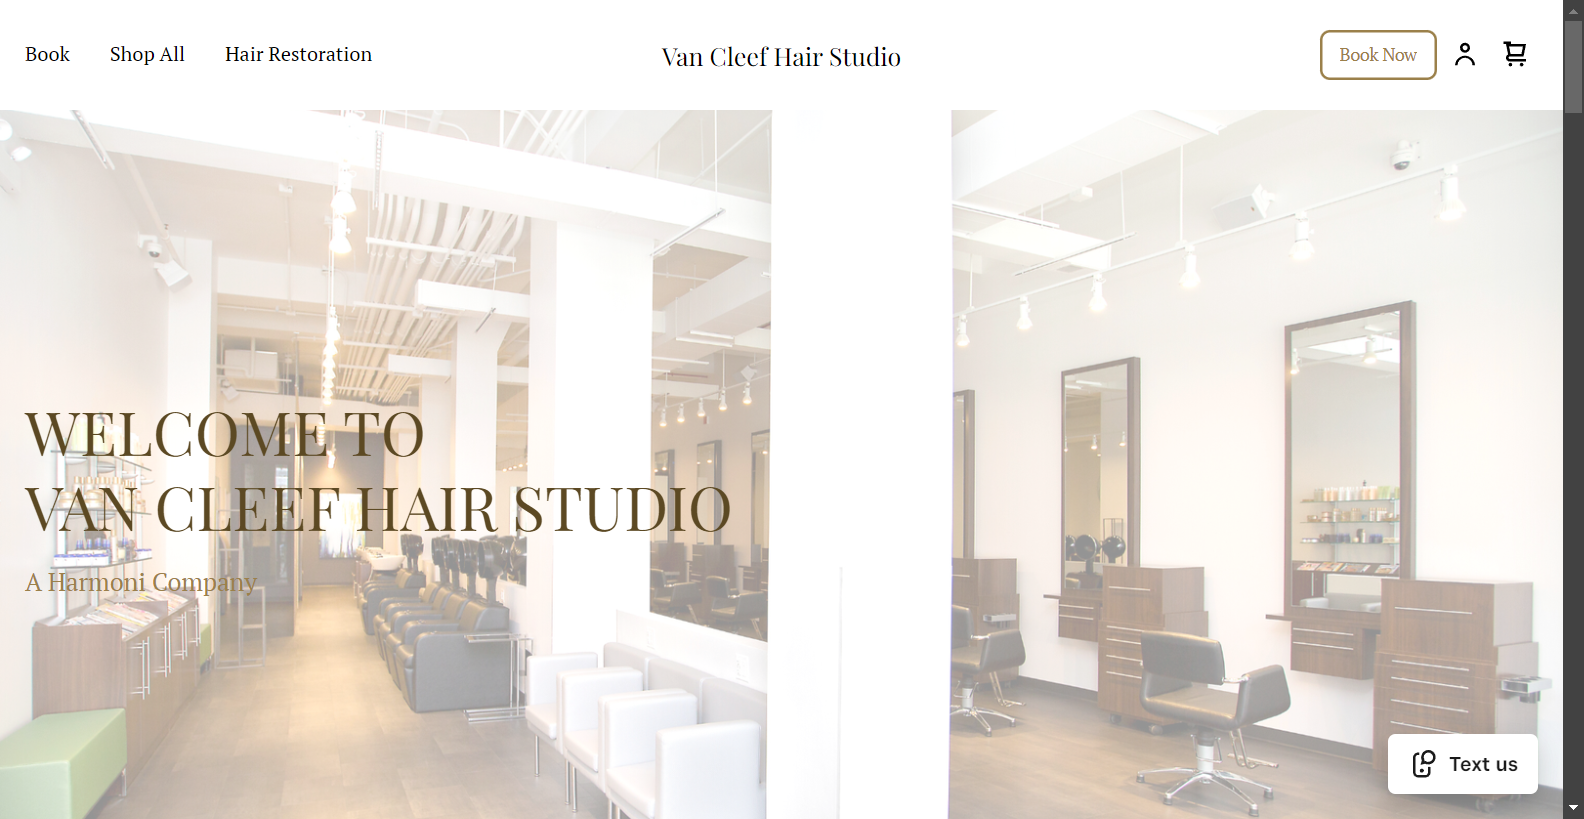 Book
Shop All
Hair Restoration
Van Cleef Hair Studio
Book Now
WELCOME TO
VAN CLEEF HAIR STUDIO
A Harmoni Company
Text us